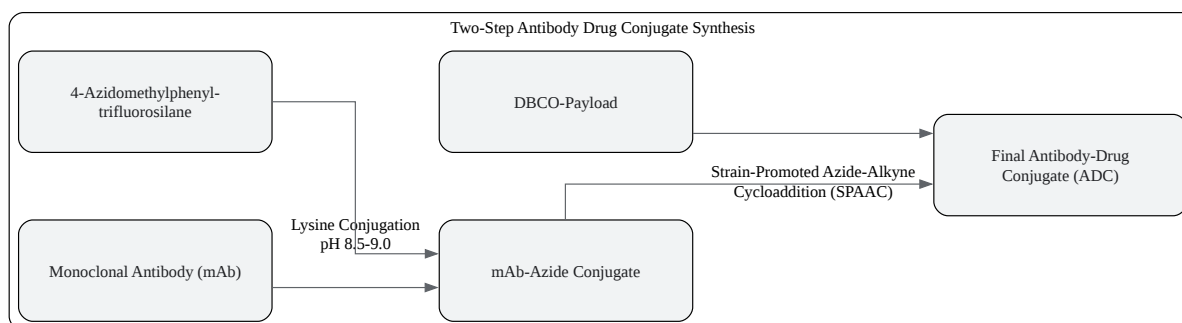 Two-Step Antibody Drug Conjugate Synthesis
4-Azidomethylphenyl-
trifluorosilane
DBCO-Payload
Final Antibody-Drug
Conjugate (ADC)
Strain-Promoted Azide-Alkyne
Cycloaddition (SPAAC)
Lysine Conjugation
pH 8.5-9.0
Monoclonal Antibody (mAb)
mAb-Azide Conjugate